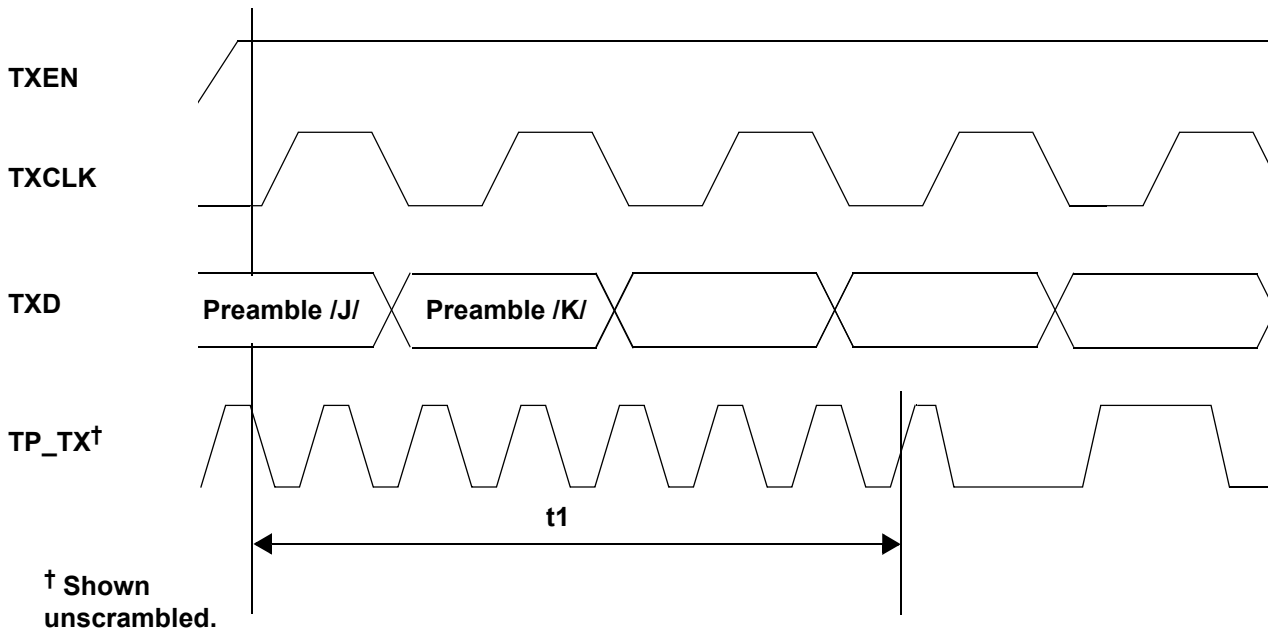 TXEN
TXCLK
TXD
Preamble /J/
Preamble /K/
TP_TX†
t1
† Shown
unscrambled.